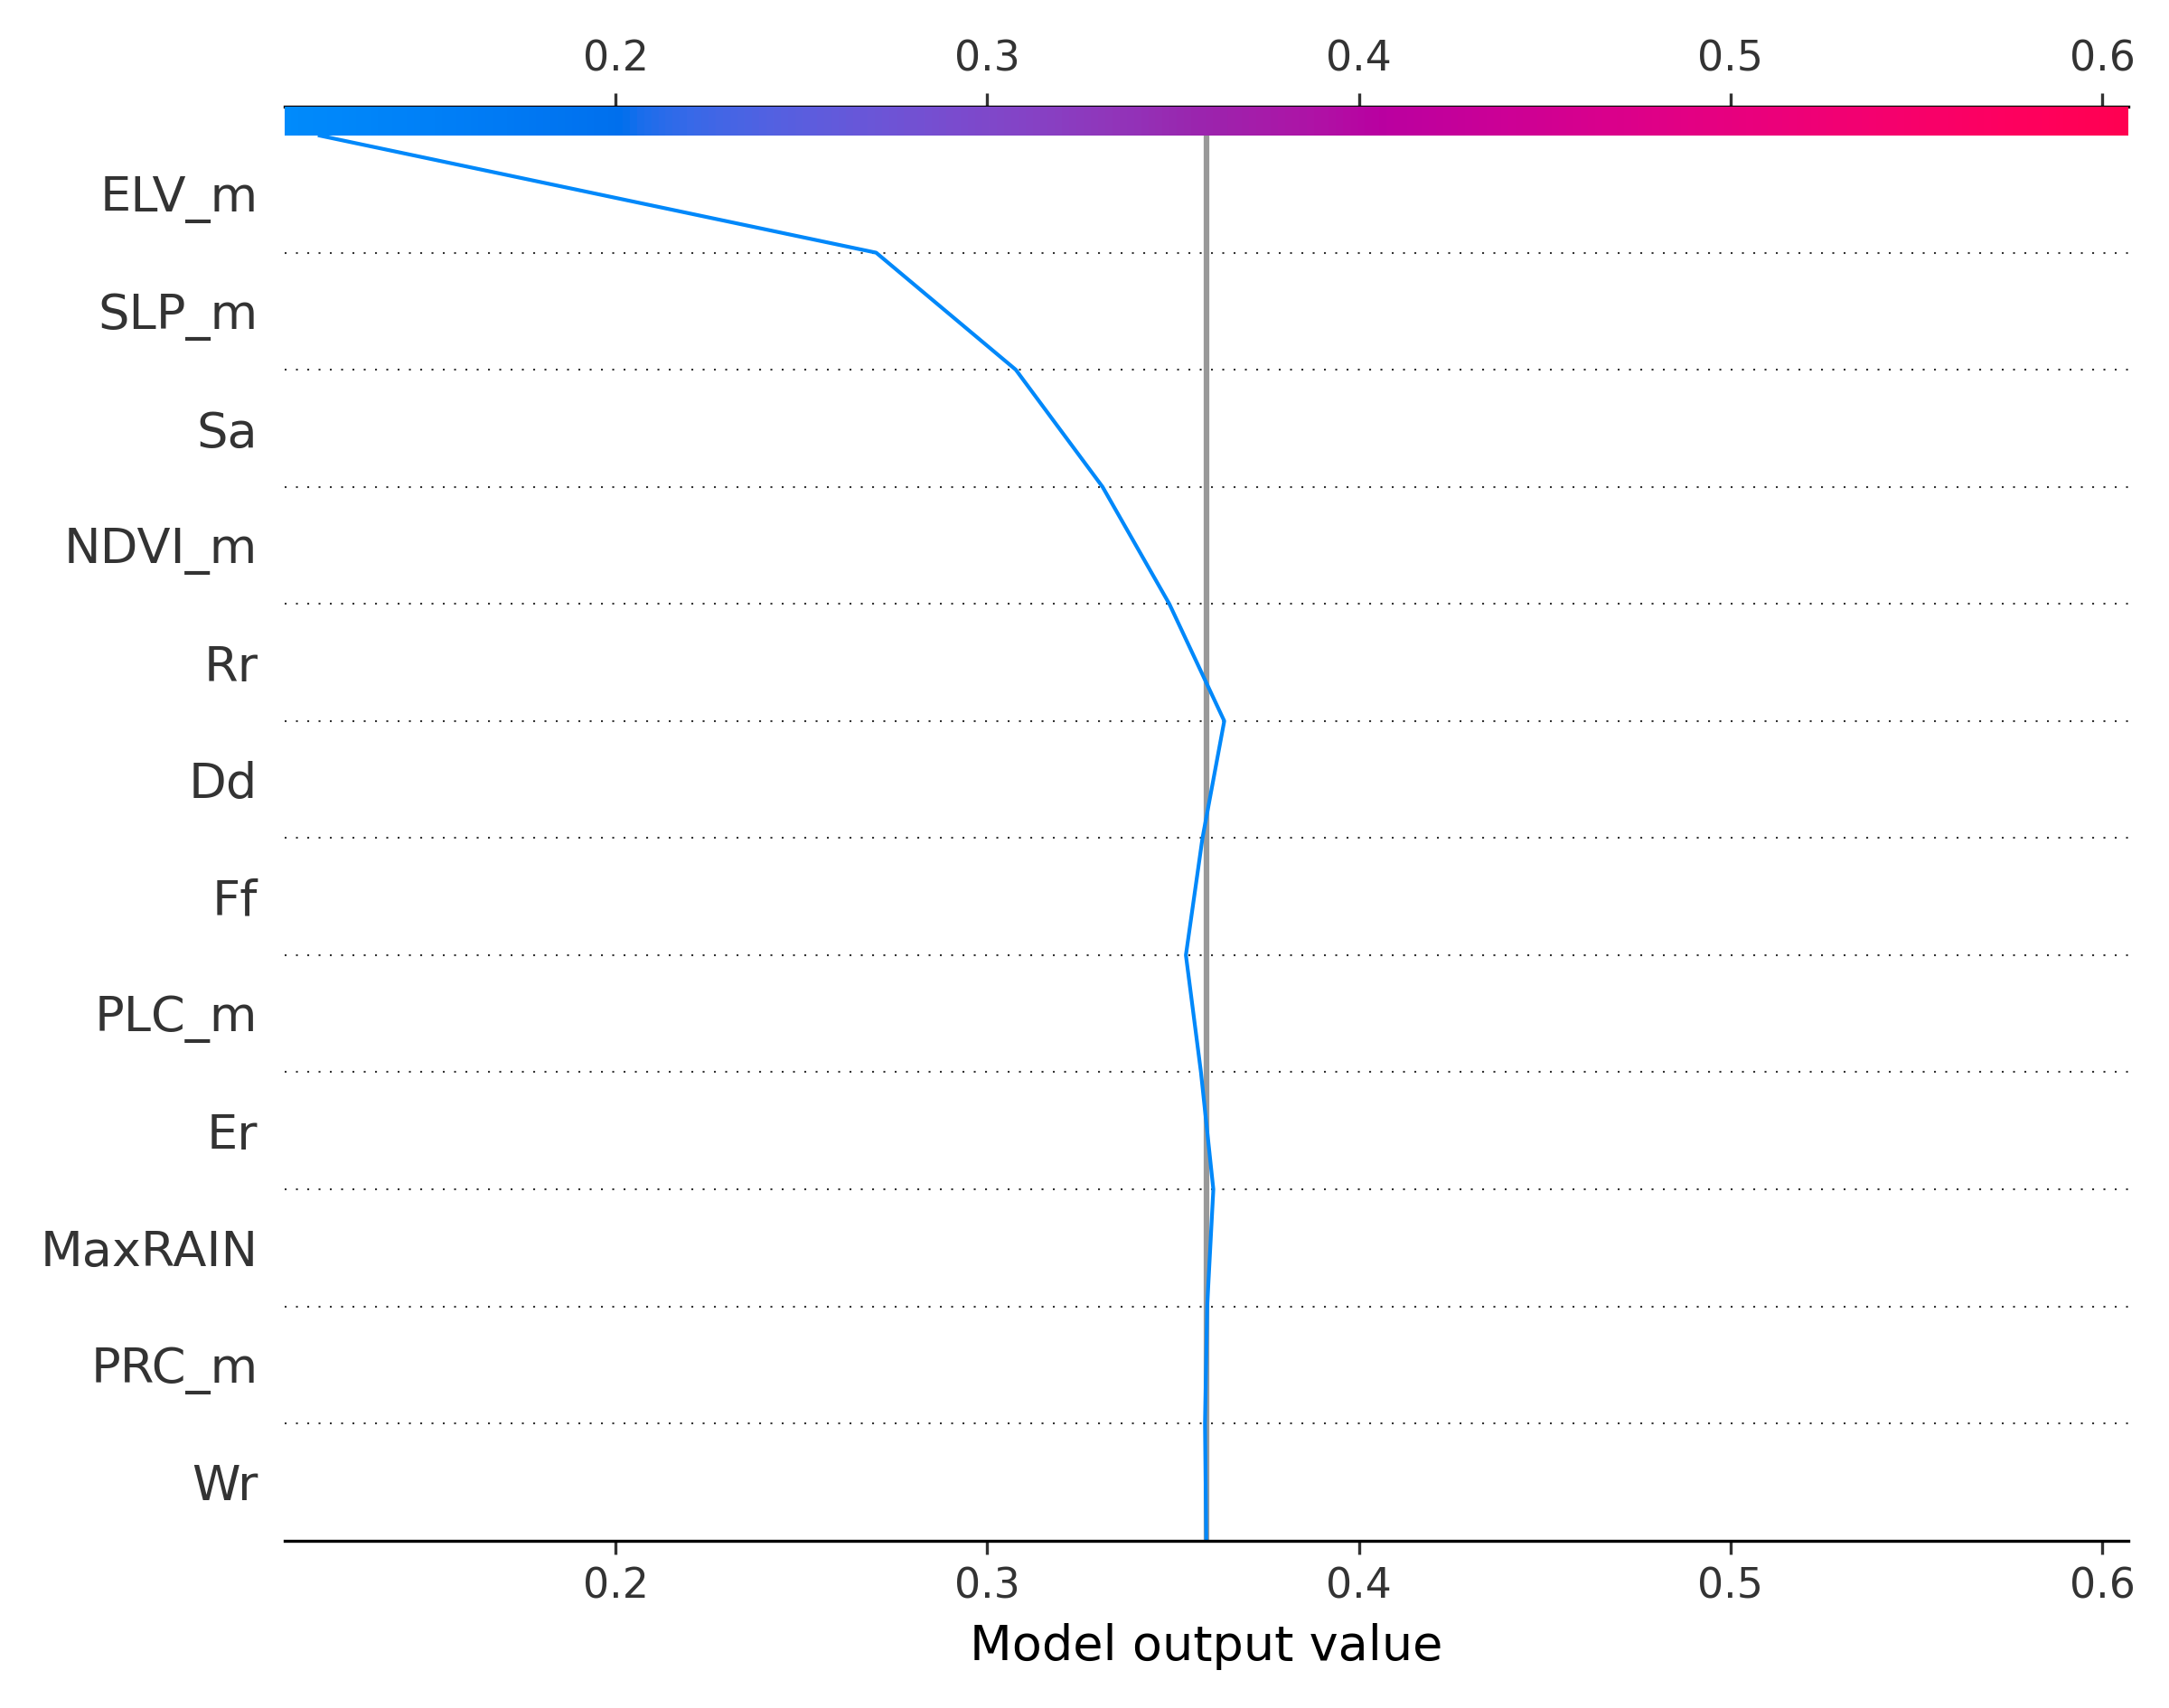 0.2 0.3 0.4 0.5 0.6
ELV_m
SLP_m
Sa
NDVI_m
Rr
Dd
Ff
PLC_m
Er
MaxRAIN
PRC_m
Wr
0.2 0.3 0.4 0.5 0.6
Model output value